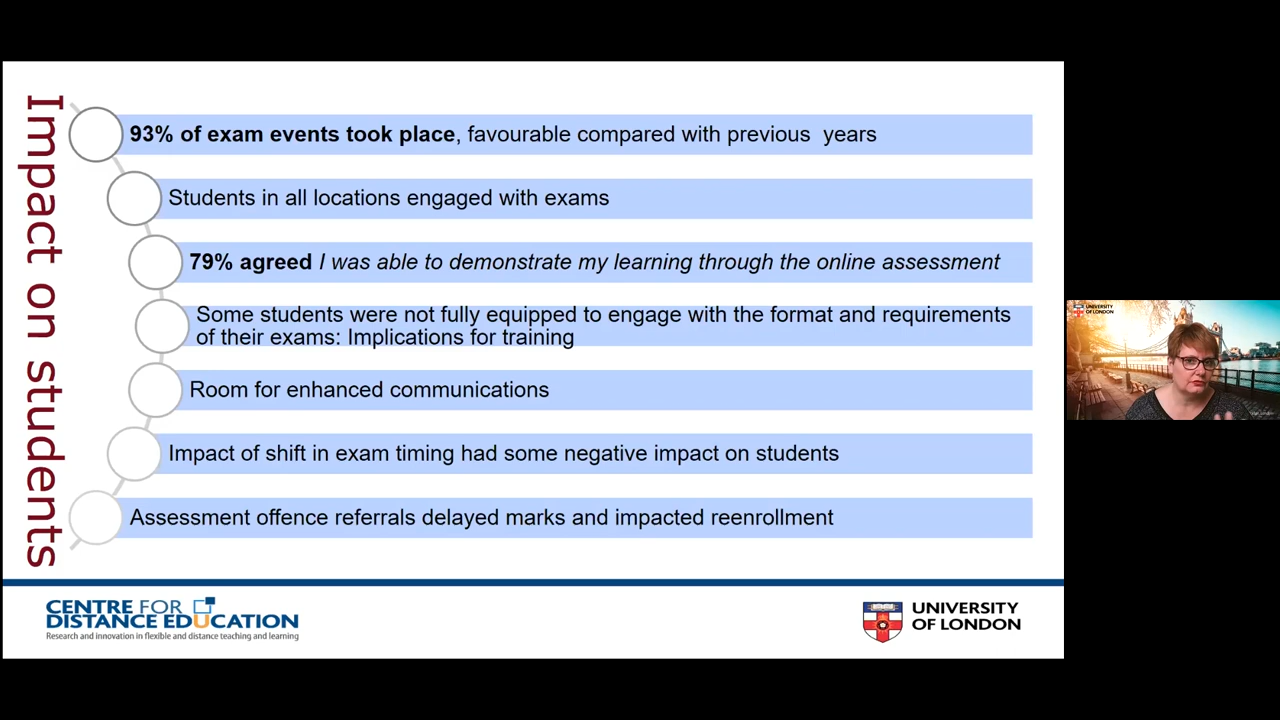 Impact on students
93% of exam events took place, favourable compared with previous years
Students in all locations engaged with exams
79% agreed I was able to demonstrate my learning through the online assessment
Some students were not fully equipped to engage with the format and requirements
of their exams: Implications for training
Room for enhanced communications
Impact of shift in exam timing had some negative impact on students
Assessment offence referrals delayed marks and impacted reenrollment
CENTRE FOR
DISTANCE EDUCATION
Research and innovation in flexible and distance teaching and learning
UNIVERSITY
OF LONDON
UNIVERSITY
OF LONDON